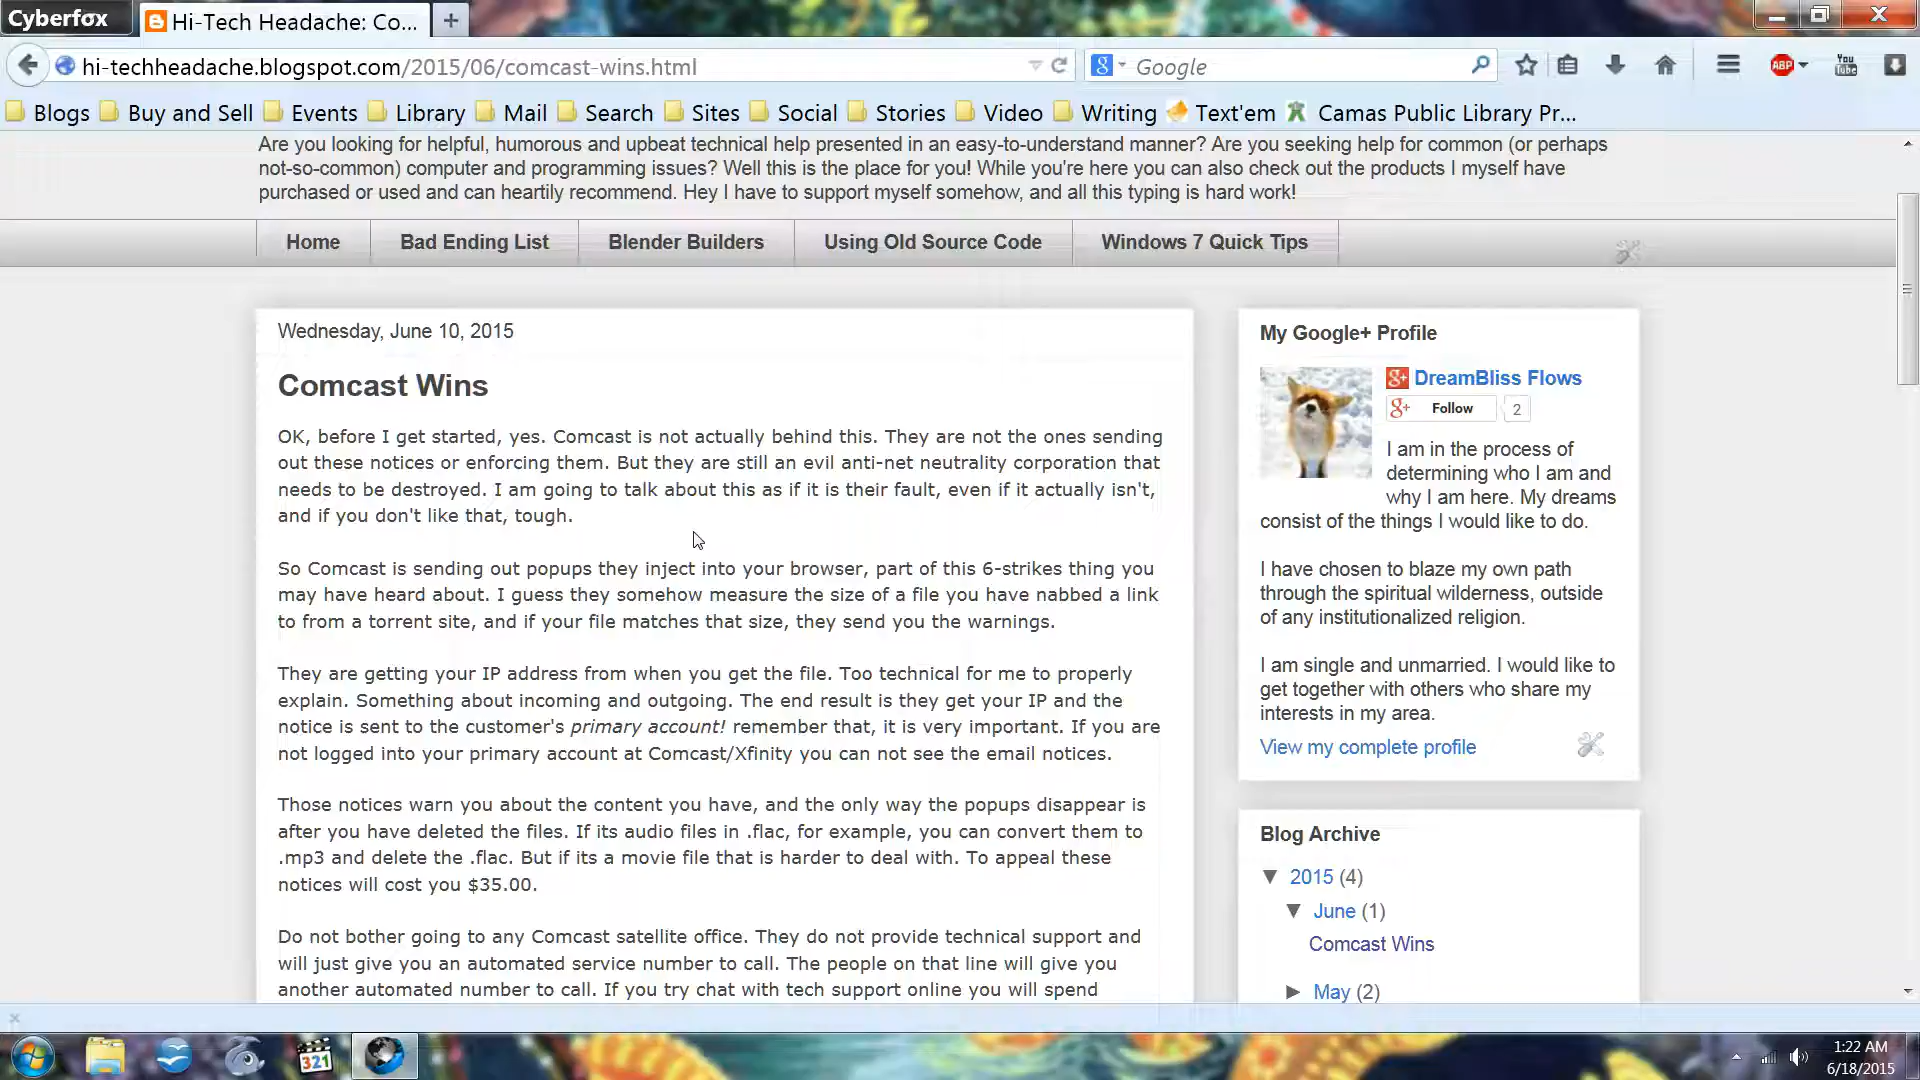 Cyberfox
Hi-Tech Headache: Co...
hi-techheadache.blogspot.com/2015/06/comcast-wins.html
Google
ABP
You Tube
Blogs
Buy and Sell
Events
Library
Mail
Search
Sites
Social
Stories
Video
Writing
Text'em
Camas Public Library Pr...
Are you looking for helpful, humorous and upbeat technical help presented in an easy-to-understand manner? Are you seeking help for common (or perhaps
not-so-common) computer and programming issues? Well this is the place for you! While you're here you can also check out the products I myself have
purchased or used and can heartily recommend. Hey I have to support myself somehow, and all this typing is hard work!
Home
Bad Ending List
Blender Builders
Using Old Source Code
Windows 7 Quick Tips
Wednesday, June 10, 2015
Comcast Wins
OK, before I get started, yes. Comcast is not actually behind this. They are not the ones sending
out these notices or enforcing them. But they are still an evil anti-net neutrality corporation that
needs to be destroyed. I am going to talk about this as if it is their fault, even if it actually isn't,
and if you don't like that, tough.
So Comcast is sending out popups they inject into your browser, part of this 6-strikes thing you
may have heard about. I guess they somehow measure the size of a file you have nabbed a link
to from a torrent site, and if your file matches that size, they send you the warnings.
They are getting your IP address from when you get the file. Too technical for me to properly
explain. Something about incoming and outgoing. The end result is they get your IP and the
notice is sent to the customer's primary account! remember that, it is very important. If you are
not logged into your primary account at Comcast/Xfinity you can not see the email notices.
Those notices warn you about the content you have, and the only way the popups disappear is
after you have deleted the files. If its audio files in .flac, for example, you can convert them to
.mp3 and delete the .flac. But if its a movie file that is harder to deal with. To appeal these
notices will cost you $35.00.
Do not bother going to any Comcast satellite office. They do not provide technical support and
will just give you an automated service number to call. The people on that line will give you
another automated number to call. If you try chat with tech support online you will spend
My Google+ Profile
DreamBliss Flows
Follow
2
I am in the process of
determining who I am and
why I am here. My dreams
consist of the things I would like to do.
I have chosen to blaze my own path
through the spiritual wilderness, outside
of any institutionalized religion.
I am single and unmarried. I would like to
get together with others who share my
interests in my area.
View my complete profile
Blog Archive
▼ 2015 (4)
▼ June (1)
Comcast Wins
► May (2)
321
1:22 AM
6/18/2015